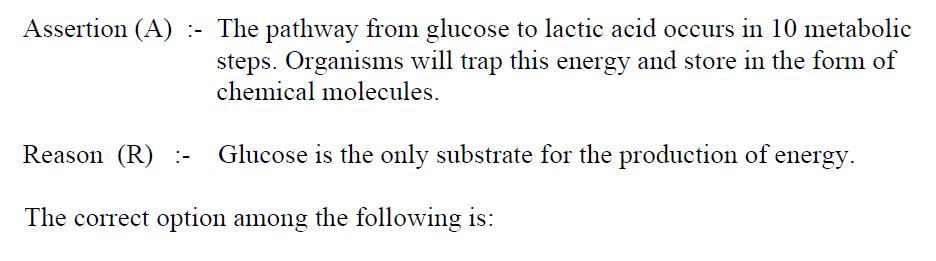 Assertion (A) :- The pathway from glucose to lactic acid occurs in 10 metabolic
steps. Organisms will trap this energy and store in the form of
chemical molecules.
Reason (R) :- Glucose is the only substrate for the production of energy.
The correct option among the following is: